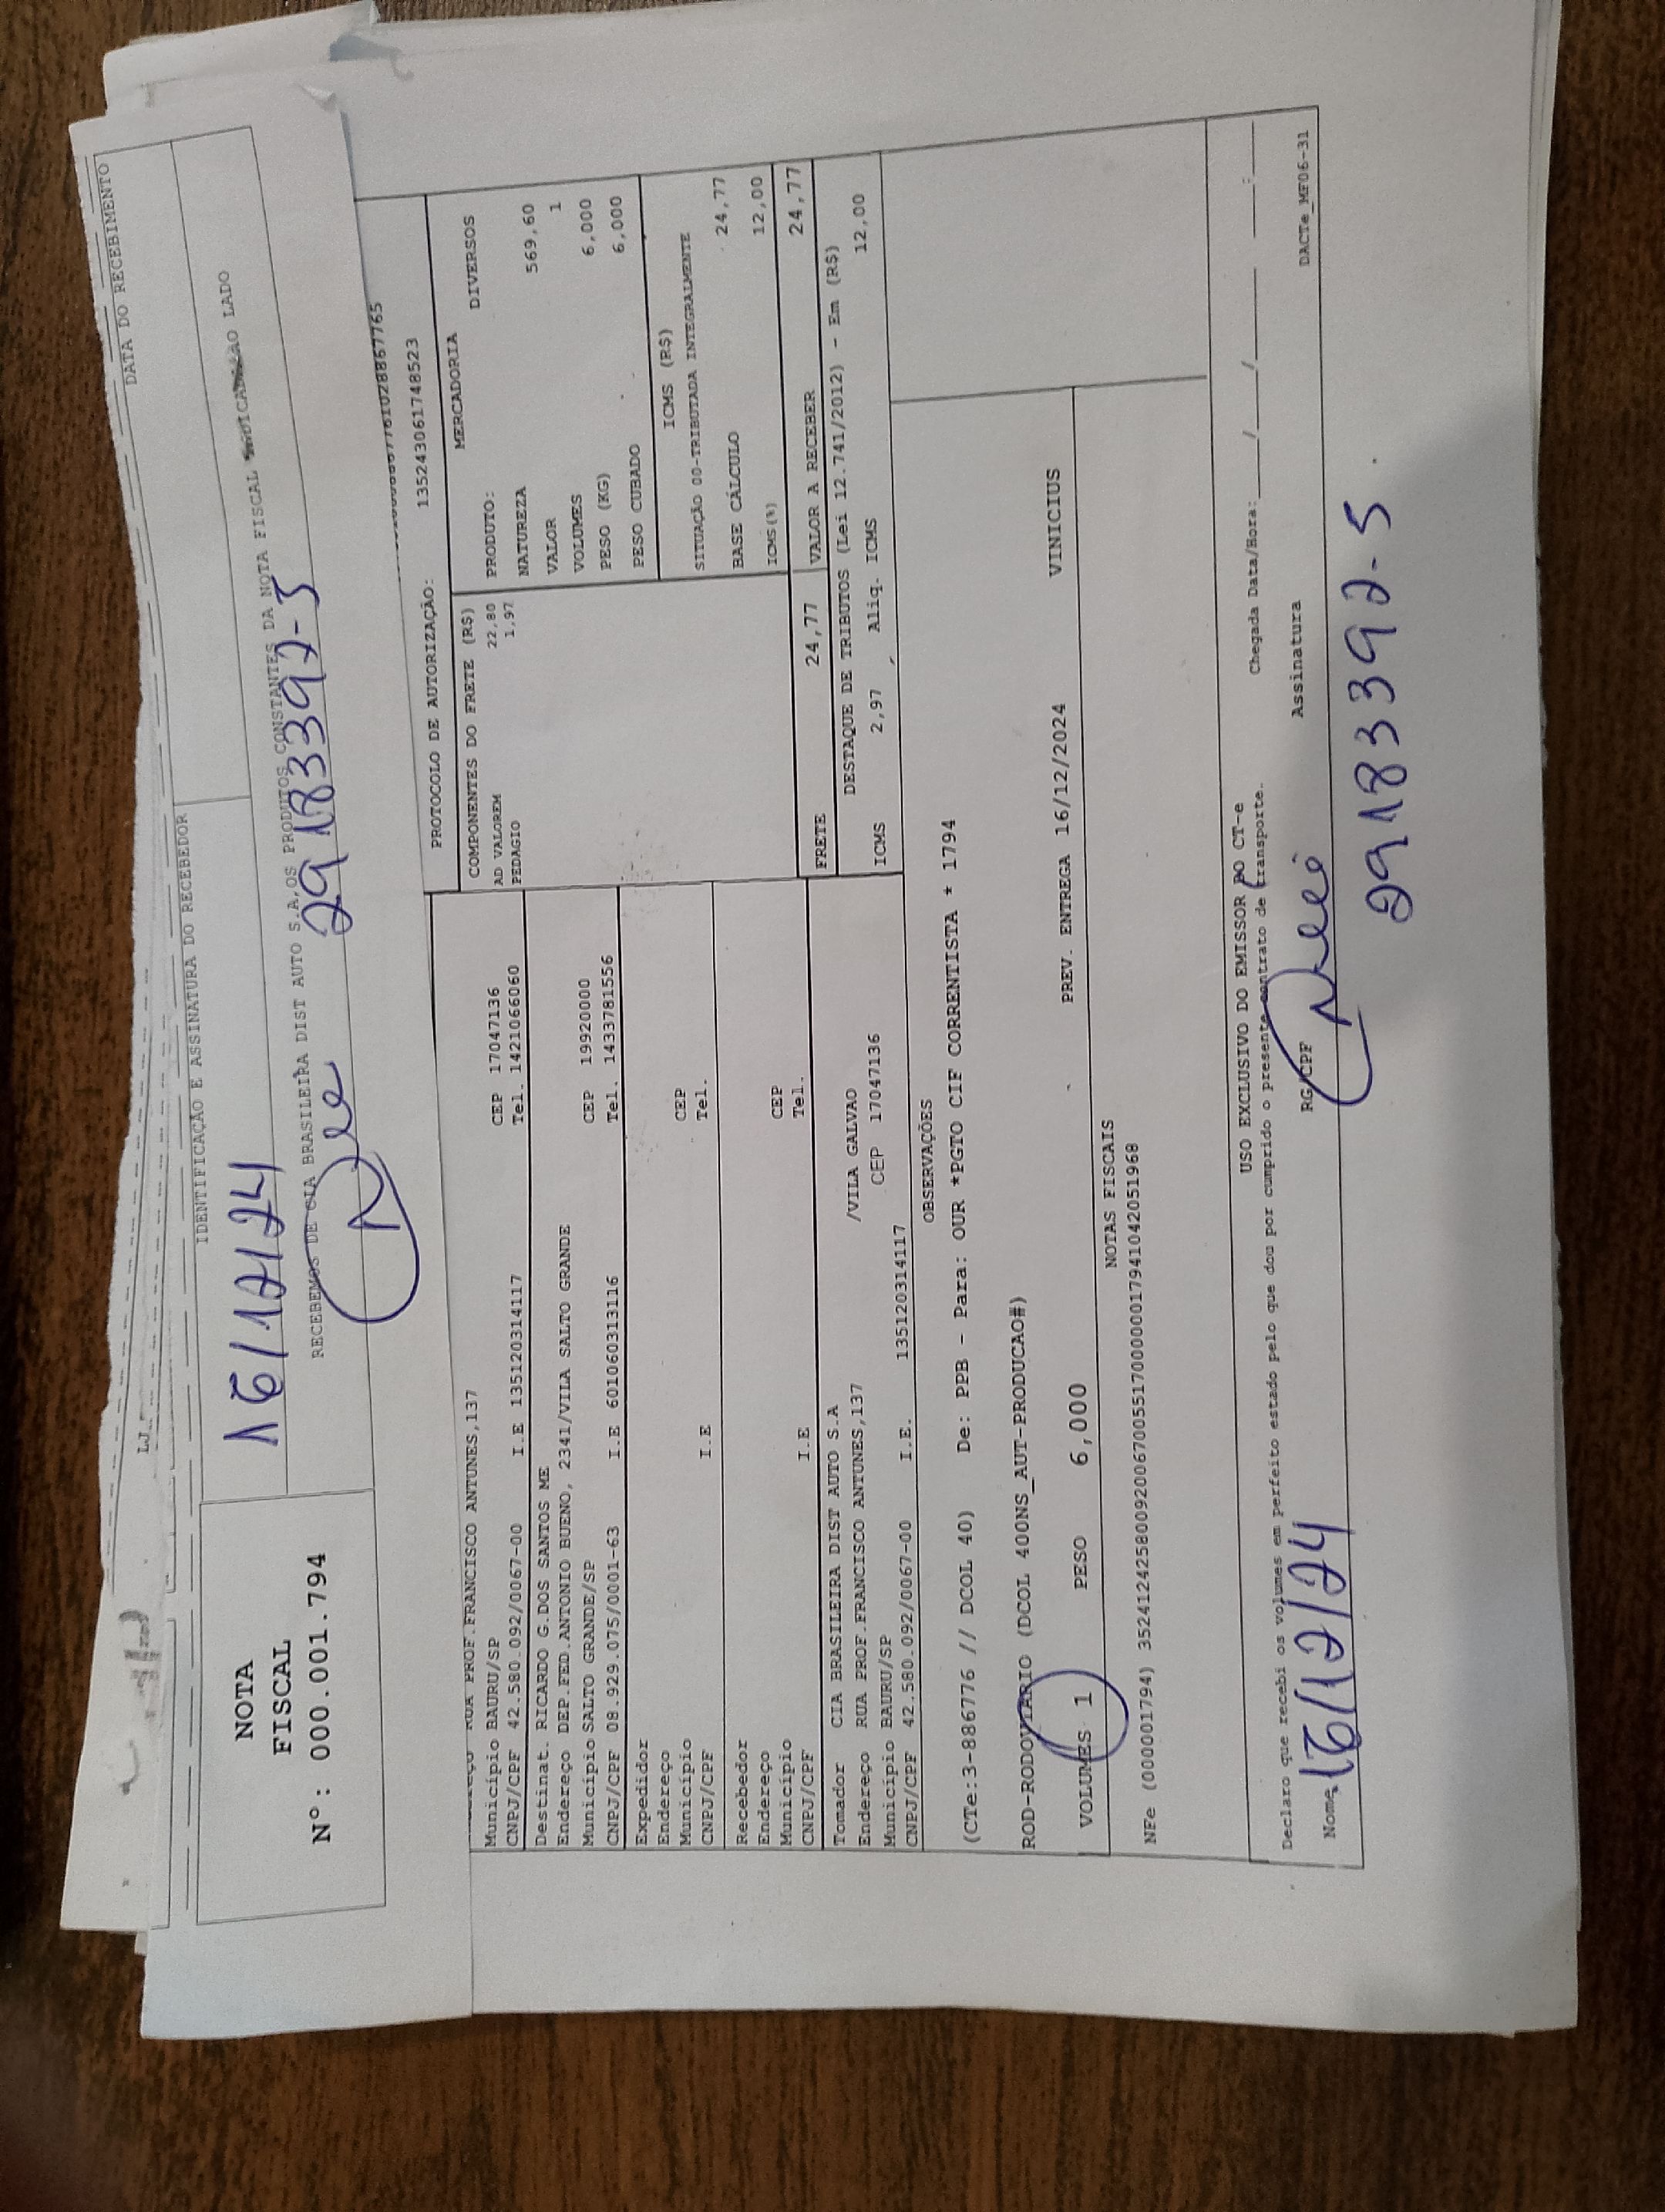 DATA DO RECEBIMENTO
LJ
IDENTIFICAÇÃO E ASSINATURA DO RECEBEDOR
NOTA
FISCAL
Nº: 000.001.794
16/12/24
RECEBEMOS DE CIA BRASILEIRA DIST AUTO S.A,OS PRODUTOS CONSTANTES DA NOTA FISCAL LADO
29183392-5
PROTOCOLO DE AUTORIZAÇÃO: 135243061748523
RUA PROF.FRANCISCO ANTUNES,137
Município BAURU/SP CEP 17047136
CNPJ/CPF 42.580.092/0067-00 I.E 135120314117 Tel. 1421066060
Destinat. RICARDO G.DOS SANTOS ME
Endereço DEP.FED.ANTONIO BUENO, 2341/VILA SALTO GRANDE
Município SALTO GRANDE/SP CEP 19920000
CNPJ/CPF 08.929.075/0001-63 I.E 601060313116 Tel. 1433781556
Expedidor
Endereço
Município CEP
CNPJ/CPF I.E Tel.
Recebedor
Endereço
Município CEP
CNPJ/CPF I.E Tel.
Tomador CIA BRASILEIRA DIST AUTO S.A
Endereço RUA PROF.FRANCISCO ANTUNES,137 /VILA GALVAO
Município BAURU/SP CEP 17047136
CNPJ/CPF 42.580.092/0067-00 I.E. 135120314117
COMPONENTES DO FRETE (R$)
AD VALOREM 22,80
PEDAGIO 1,97
MERCADORIA
PRODUTO: DIVERSOS
NATUREZA
VALOR 569,60
VOLUMES 1
PESO (KG) 6,000
PESO CUBADO 6,000
ICMS (R$)
SITUAÇÃO 00-TRIBUTADA INTEGRALMENTE
BASE CÁLCULO 24,77
ICMS(%) 12,00
FRETE 24,77 VALOR A RECEBER 24,77
DESTAQUE DE TRIBUTOS (Lei 12.741/2012) - Em (R$)
ICMS 2,97 Aliq. ICMS 12,00
OBSERVAÇÕES
(CTe:3-886776 // DCOL 40) De: PPB - Para: OUR *PGTO CIF CORRENTISTA * 1794
ROD-RODOVIARIO (DCOL 400NS_AUT-PRODUCAO#)
VOLUMES 1 PESO 6,000 PREV. ENTREGA 16/12/2024 VINICIUS
NOTAS FISCAIS
NFe (000001794) 35241242580092006700551700000017941042051968
USO EXCLUSIVO DO EMISSOR DO CT-e
Declaro que recebi os volumes em perfeito estado pelo que dou por cumprido o presente contrato de transporte. Chegada Data/Hora: / / :
Nome 16/12/24 RG/CPF Assinatura DACTe_MF06-31
29183392-5